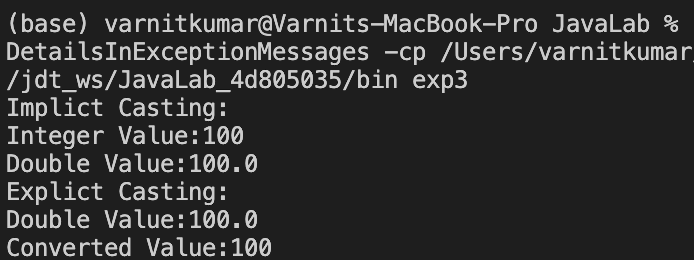 (base) varnitkumar@Varnits-MacBook-Pro JavaLab %
DetailsInExceptionMessages -cp /Users/varnitkumar/
/jdt_ws/JavaLab_4d805035/bin exp3
Implict Casting:
Integer Value:100
Double Value:100.0
Explict Casting:
Double Value:100.0
Converted Value:100